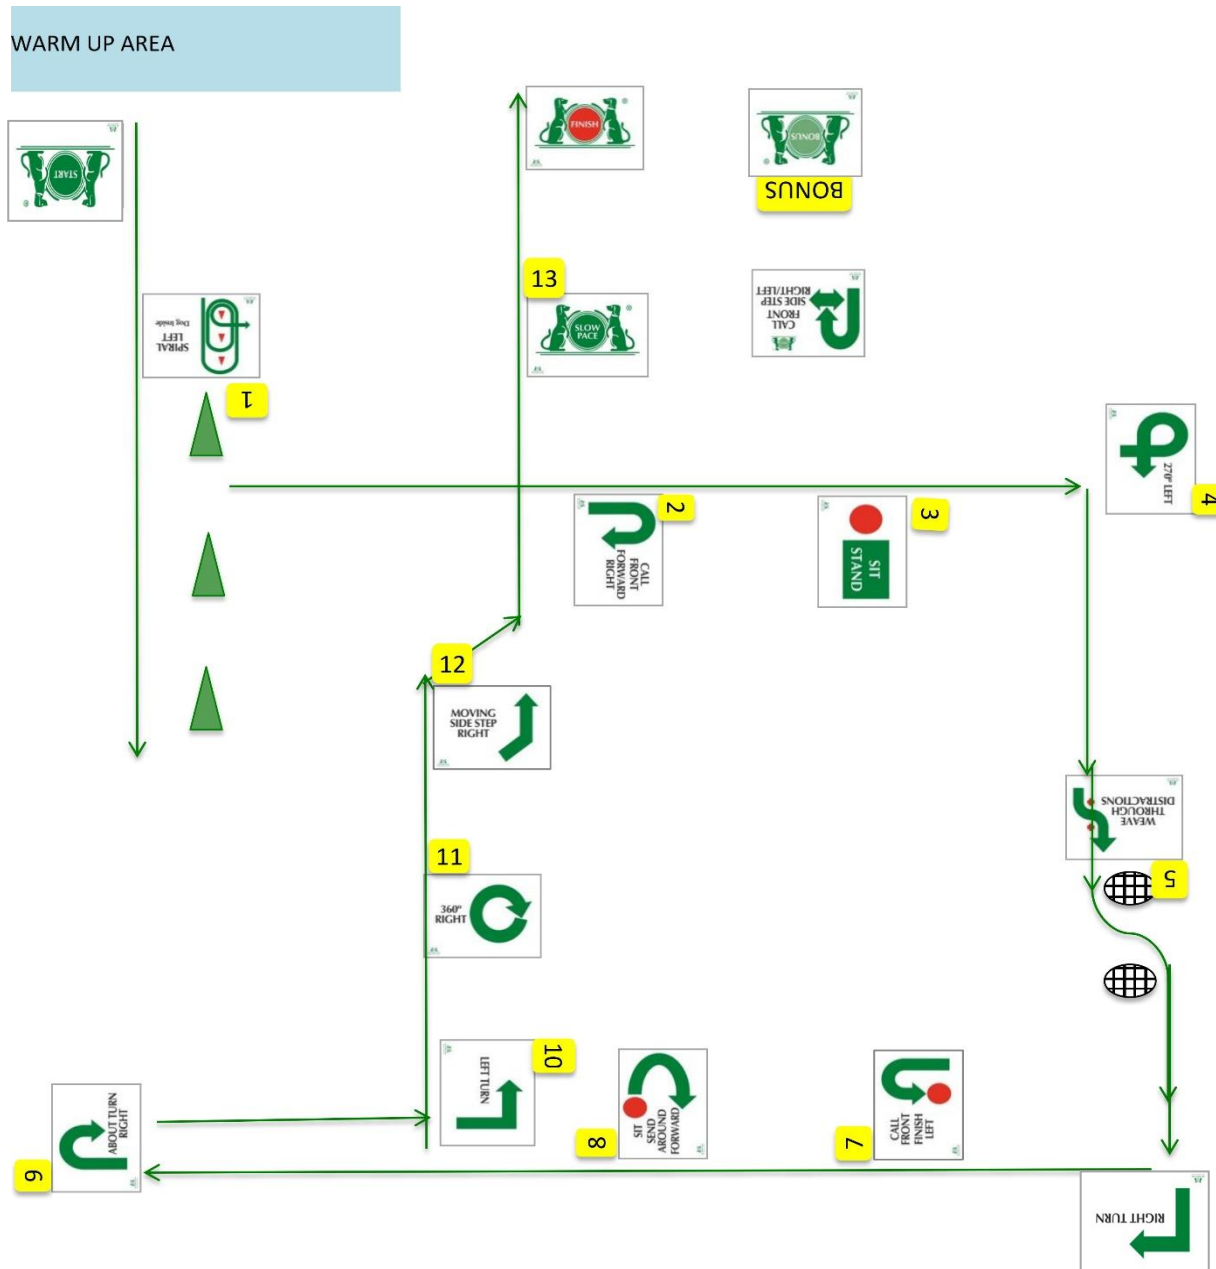 WARM UP AREA
START
FINISH
BONUS
BONUS
SPIRAL
LEFT
Dog Inside
1
13
SLOW
PACE
CALL
FRONT
SIDE STEP
RIGHT/LEFT
270º LEFT
4
2
CALL
FRONT
FORWARD
RIGHT
3
SIT
STAND
12
MOVING
SIDE STEP
RIGHT
WEAVE
THROUGH
DISTRACTIONS
5
11
360º
RIGHT
10
LEFT TURN
8
SIT
SEND
AROUND
FORWARD
7
CALL
FRONT
FINISH
LEFT
ABOUT TURN
RIGHT
9
RIGHT TURN